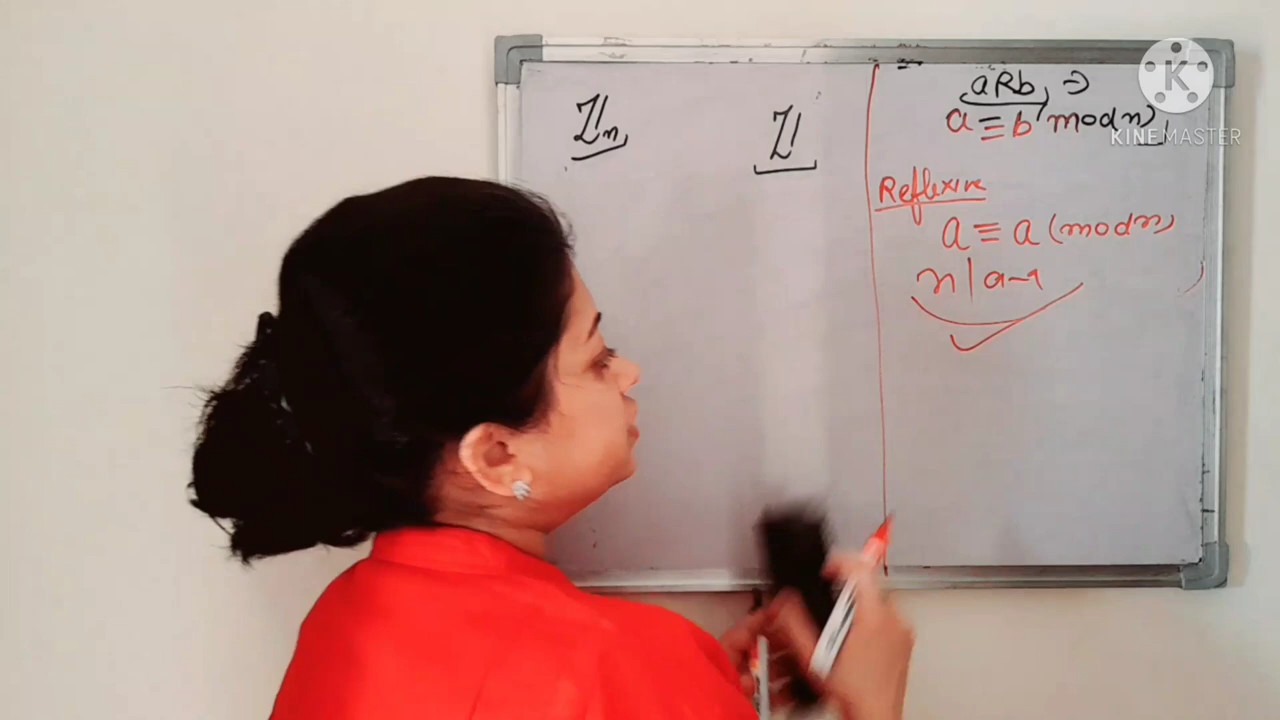 ℤn, ℤ
aRb, ⇒
a ≡ b mod n,
Reflexive
a ≡ a (mod n)
n | a-a
K
KINEMASTER